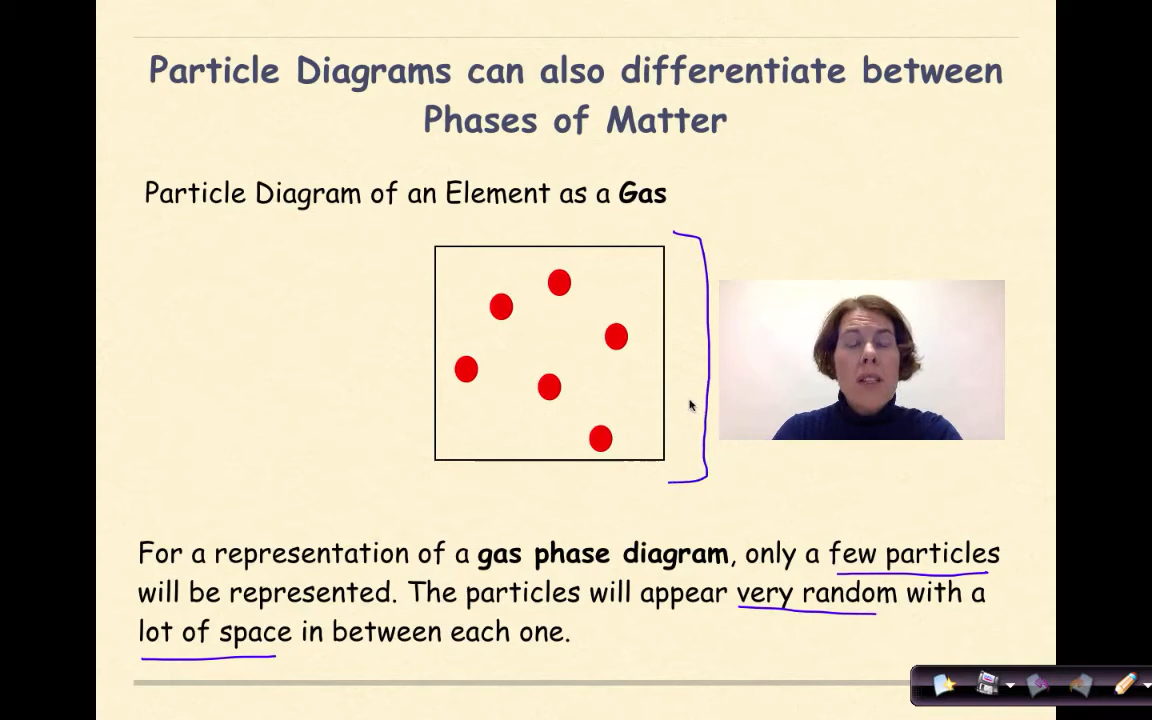 Particle Diagrams can also differentiate between
Phases of Matter
Particle Diagram of an Element as a Gas
For a representation of a gas phase diagram, only a few particles
will be represented. The particles will appear very random with a
lot of space in between each one.